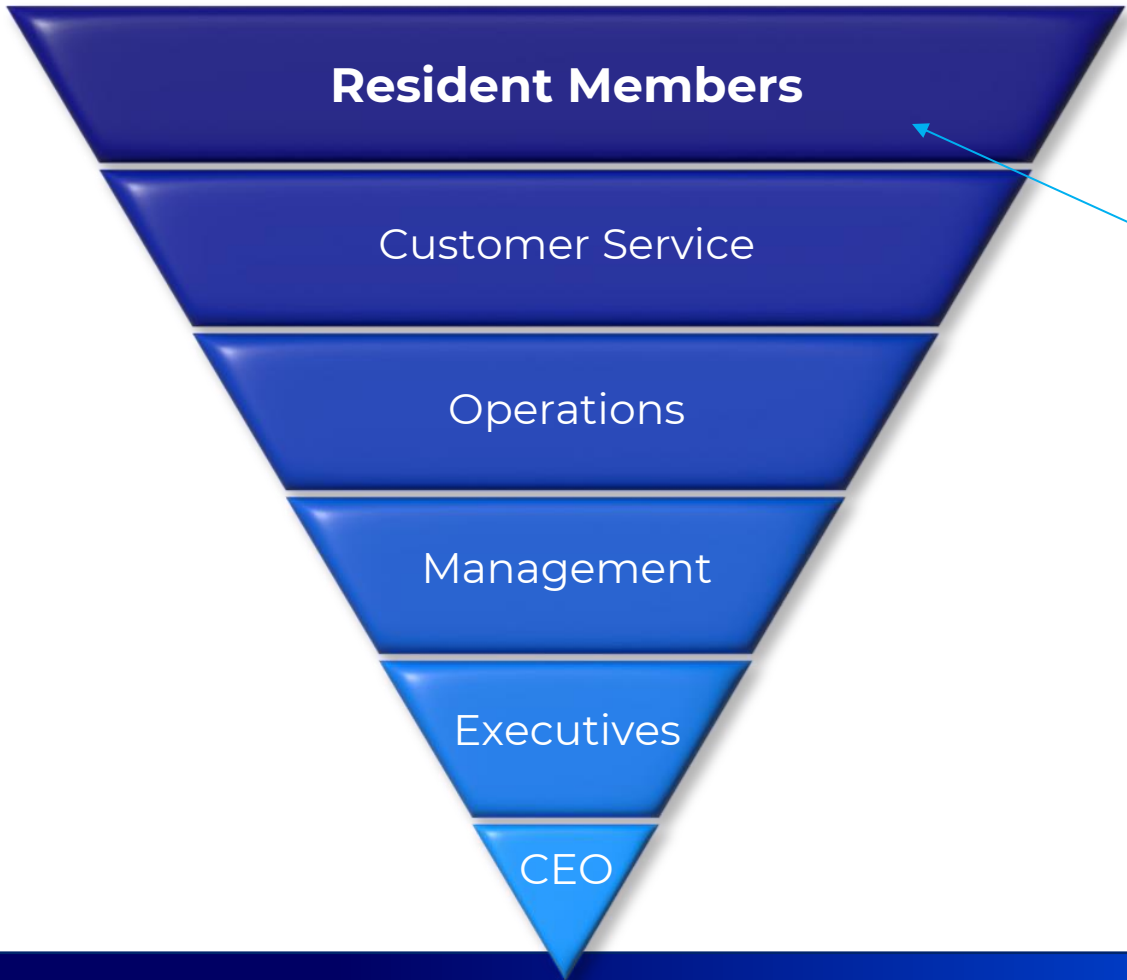 Resident Members
Customer Service
Operations
Management
Executives
CEO